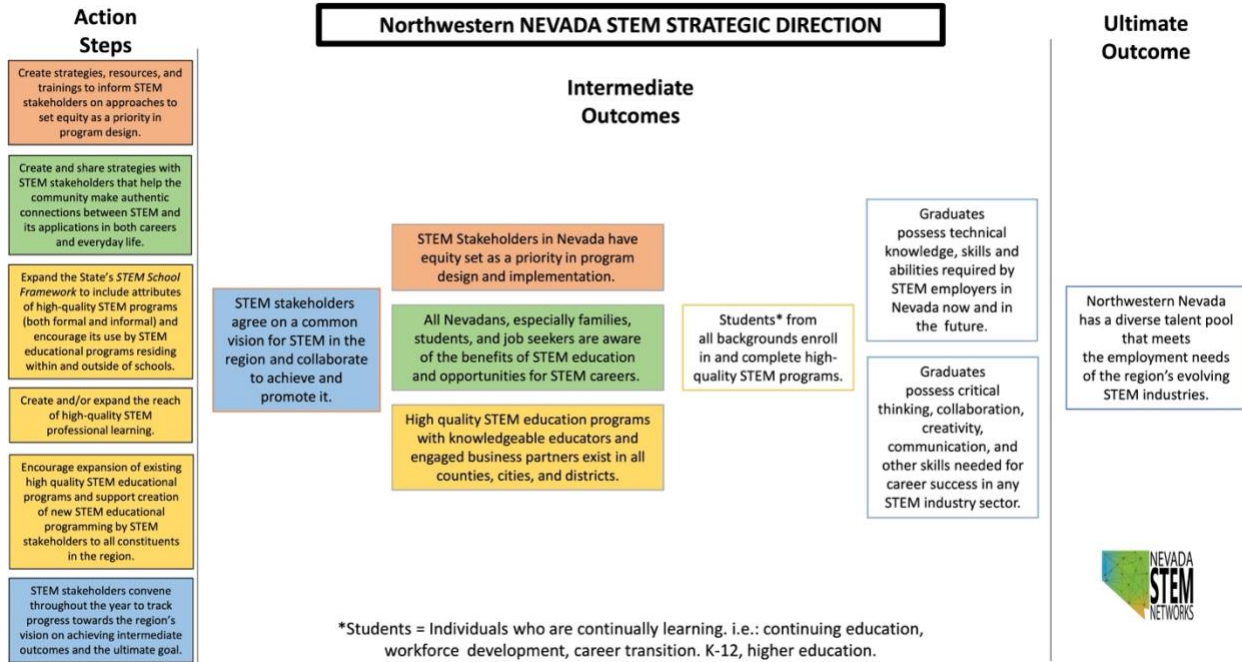 Action
Steps
Northwestern NEVADA STEM STRATEGIC DIRECTION
Ultimate
Outcome
Intermediate
Outcomes
Create strategies, resources, and
trainings to inform STEM
stakeholders on approaches to
set equity as a priority in
program design.
Create and share strategies with
STEM stakeholders that help the
community make authentic
connections between STEM and
its applications in both careers
and everyday life.
Expand the State's STEM School
Framework to include attributes
of high-quality STEM programs
(both formal and informal) and
encourage its use by STEM
educational programs residing
within and outside of schools.
Create and/or expand the reach
of high-quality STEM
professional learning.
Encourage expansion of existing
high quality STEM educational
programs and support creation
of new STEM educational
programming by STEM
stakeholders to all constituents
in the region.
STEM stakeholders convene
throughout the year to track
progress towards the region's
vision on achieving intermediate
outcomes and the ultimate goal.
STEM stakeholders
agree on a common
vision for STEM in the
region and collaborate
to achieve and
promote it.
STEM Stakeholders in Nevada have
equity set as a priority in program
design and implementation.
All Nevadans, especially families,
students, and job seekers are aware
of the benefits of STEM education
and opportunities for STEM careers.
High quality STEM education programs
with knowledgeable educators and
engaged business partners exist in all
counties, cities, and districts.
Students* from
all backgrounds enroll
in and complete high-
quality STEM programs.
Graduates
possess technical
knowledge, skills and
abilities required by
STEM employers in
Nevada now and in
the future.
Graduates
possess critical
thinking, collaboration,
creativity,
communication, and
other skills needed for
career success in any
STEM industry sector.
Northwestern Nevada
has a diverse talent pool
that meets
the employment needs
of the region's evolving
STEM industries.
NEVADA
STEM
NETWORKS
*Students = Individuals who are continually learning. i.e.: continuing education,
workforce development, career transition. K-12, higher education.